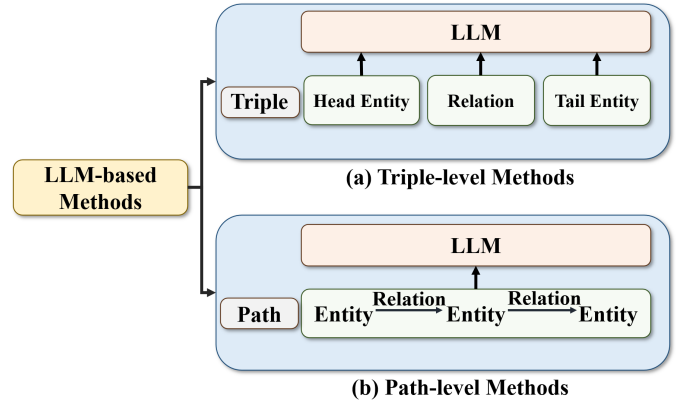 LLM-based
Methods
LLM
Triple
Head Entity
Relation
Tail Entity
(a) Triple-level Methods
LLM
Path
Entity Relation Entity Relation Entity
(b) Path-level Methods